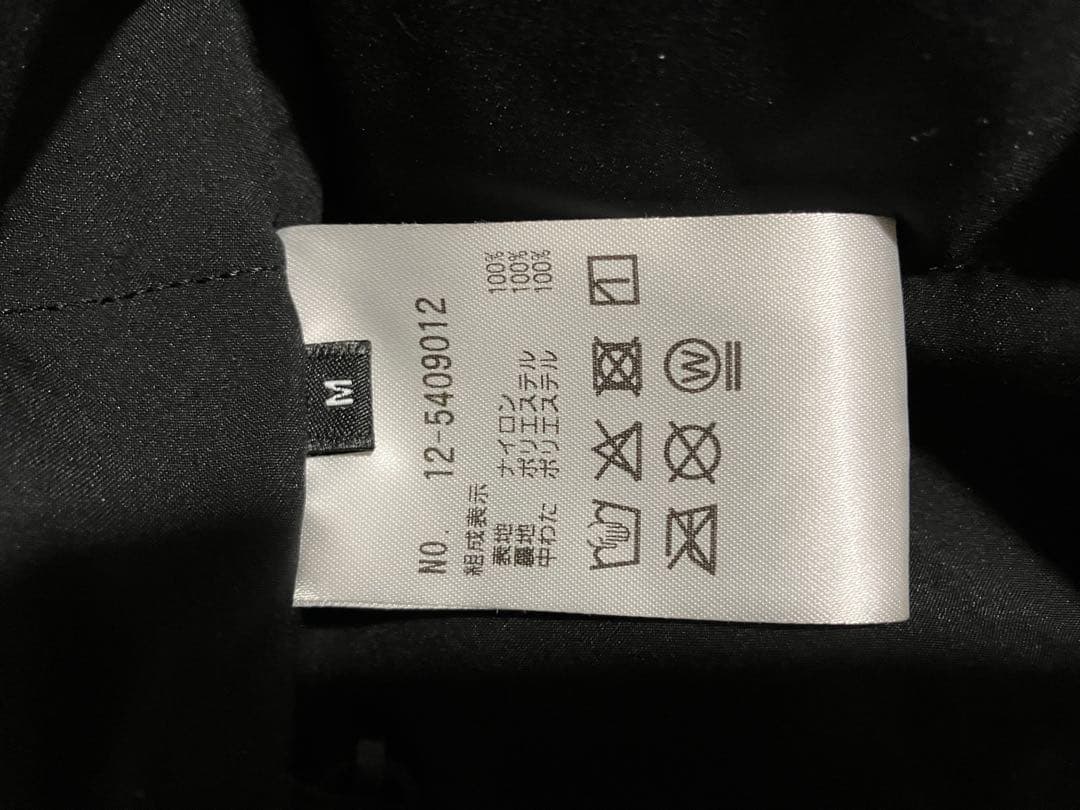 M
NO. 12-5409012
組成表示
表地 ナイロン 100%
裏地 ポリエステル 100%
中わた ポリエステル 100%
W